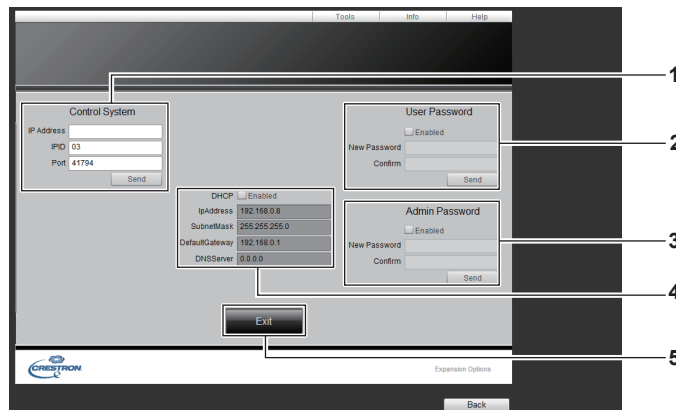 Tools Info Help
1
Control System
IP Address
IPID 03
Port 41794
Send
User Password
Enabled
New Password
Confirm
Send
2
DHCP Enabled
IpAddress 192.168.0.8
SubnetMask 255.255.255.0
DefaultGateway 192.168.0.1
DNSServer 0.0.0.0
Admin Password
Enabled
New Password
Confirm
Send
3
4
Exit
5
CRESTRON
Expansion Options
Back